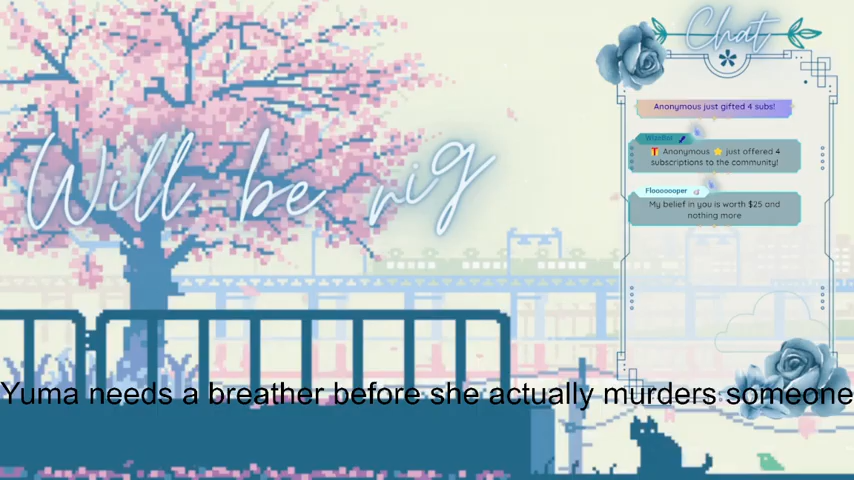 Chat
Anonymous just gifted 4 subs!
WizeBot
Anonymous ⭐ just offered 4
subscriptions to the community!
Will be rig
Floooooper
My belief in you is worth $25 and
nothing more
Yuma needs a breather before she actually murders someone